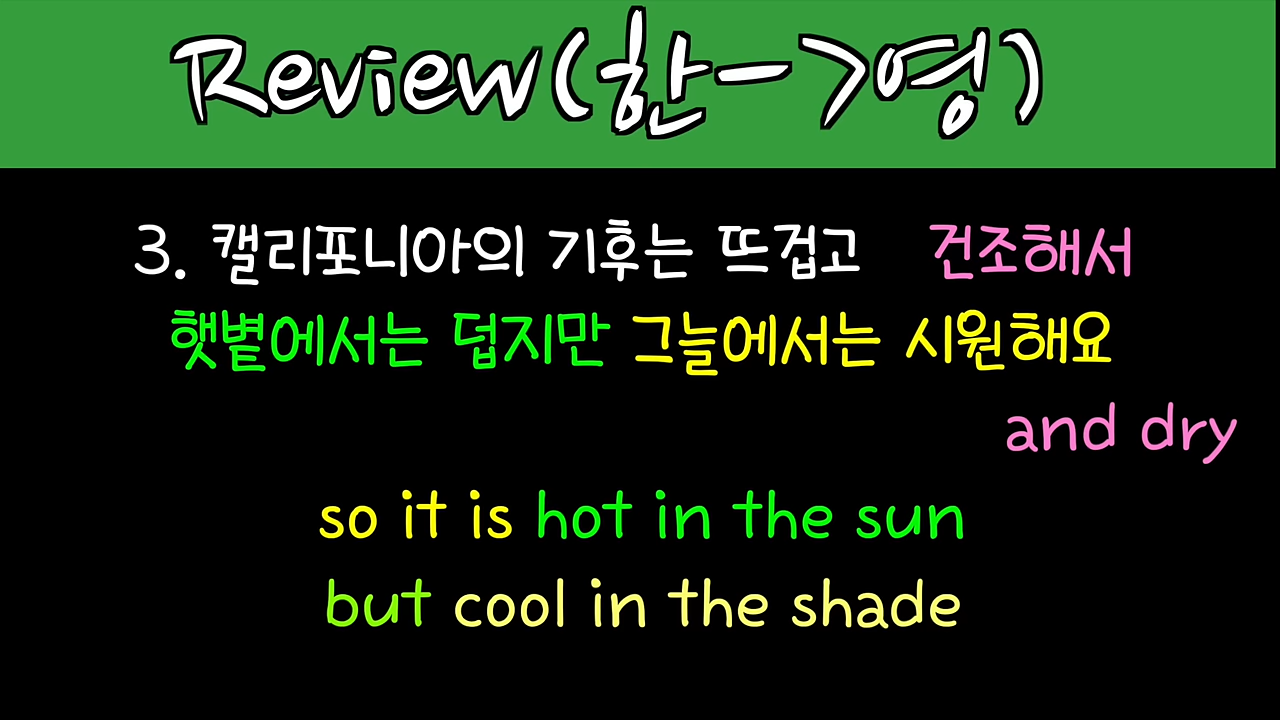 Review(한->영)
3. 캘리포니아의 기후는 뜨겁고 건조해서
햇볕에서는 덥지만 그늘에서는 시원해요
and dry
so it is hot in the sun
but cool in the shade